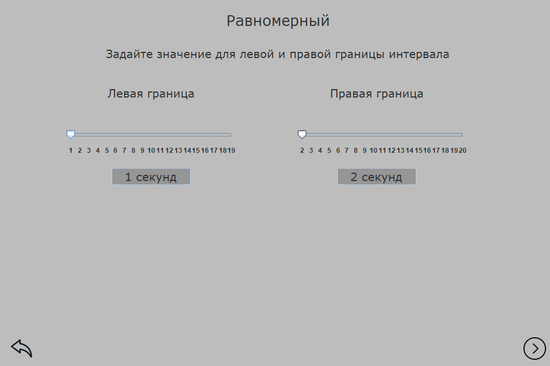 Равномерный
Задайте значение для левой и правой границы интервала
Левая граница Правая граница
1 2 3 4 5 6 7 8 9 10 11 12 13 14 15 16 17 18 19 2 3 4 5 6 7 8 9 10 11 12 13 14 15 16 17 18 19 20
1 секунд 2 секунд